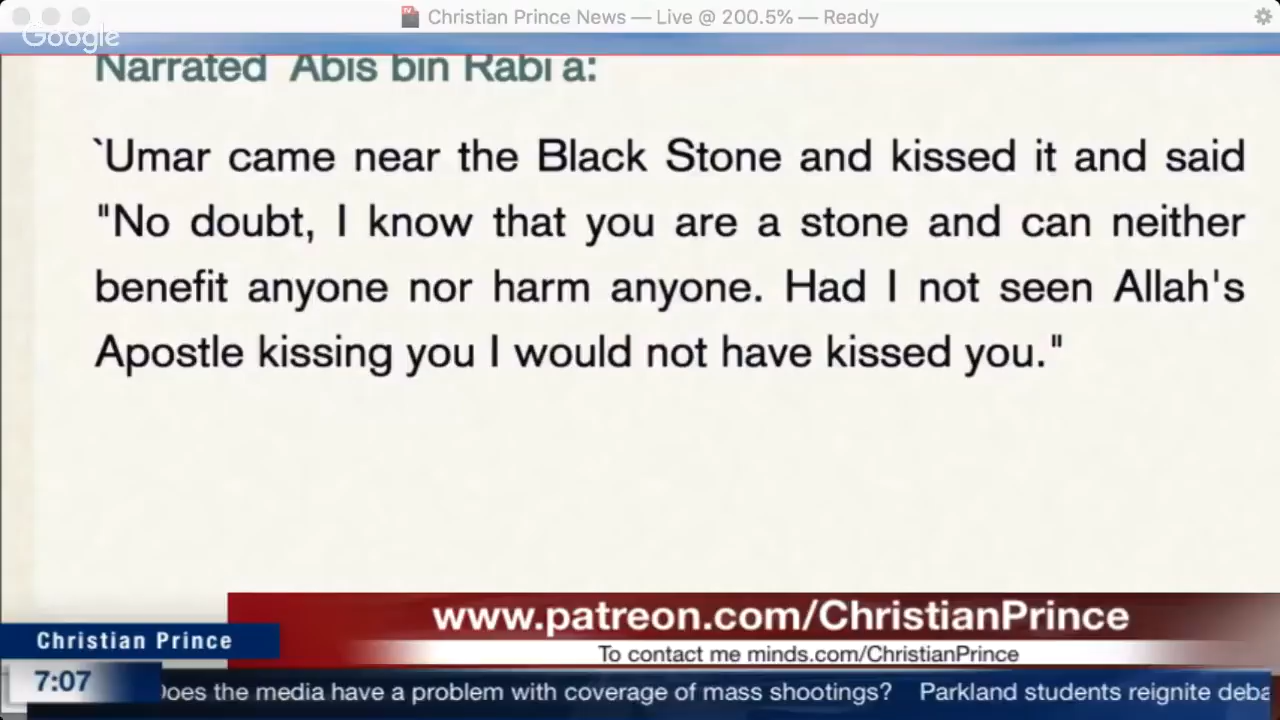 Christian Prince News — Live @ 200.5% — Ready
Google
Narrated Abis bin Rabi a:
`Umar came near the Black Stone and kissed it and said
"No doubt, I know that you are a stone and can neither
benefit anyone nor harm anyone. Had I not seen Allah's
Apostle kissing you I would not have kissed you."
www.patreon.com/ChristianPrince
Christian Prince
To contact me minds.com/ChristianPrince
7:07
Does the media have a problem with coverage of mass shootings? Parkland students reignite deba